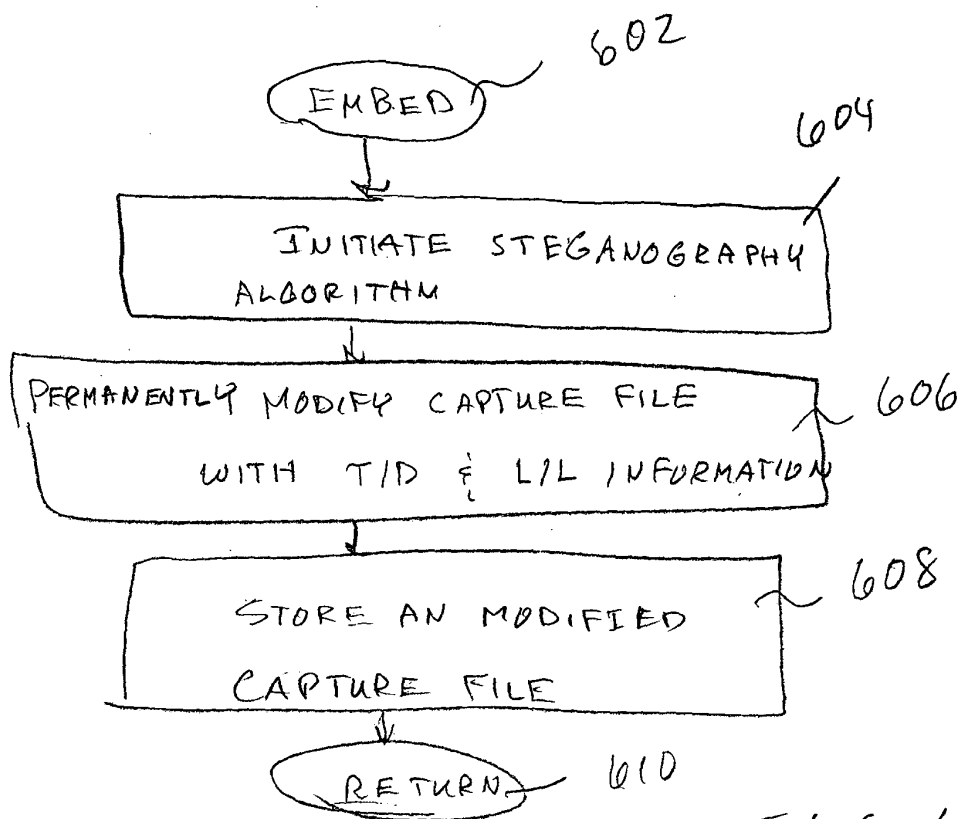 602
EMBED
604
INITIATE STEGANOGRAPHY
ALGORITHM
PERMANENTLY MODIFY CAPTURE FILE
606
WITH T/D & L/L INFORMATION
608
STORE AN MODIFIED
CAPTURE FILE
RETURN
610